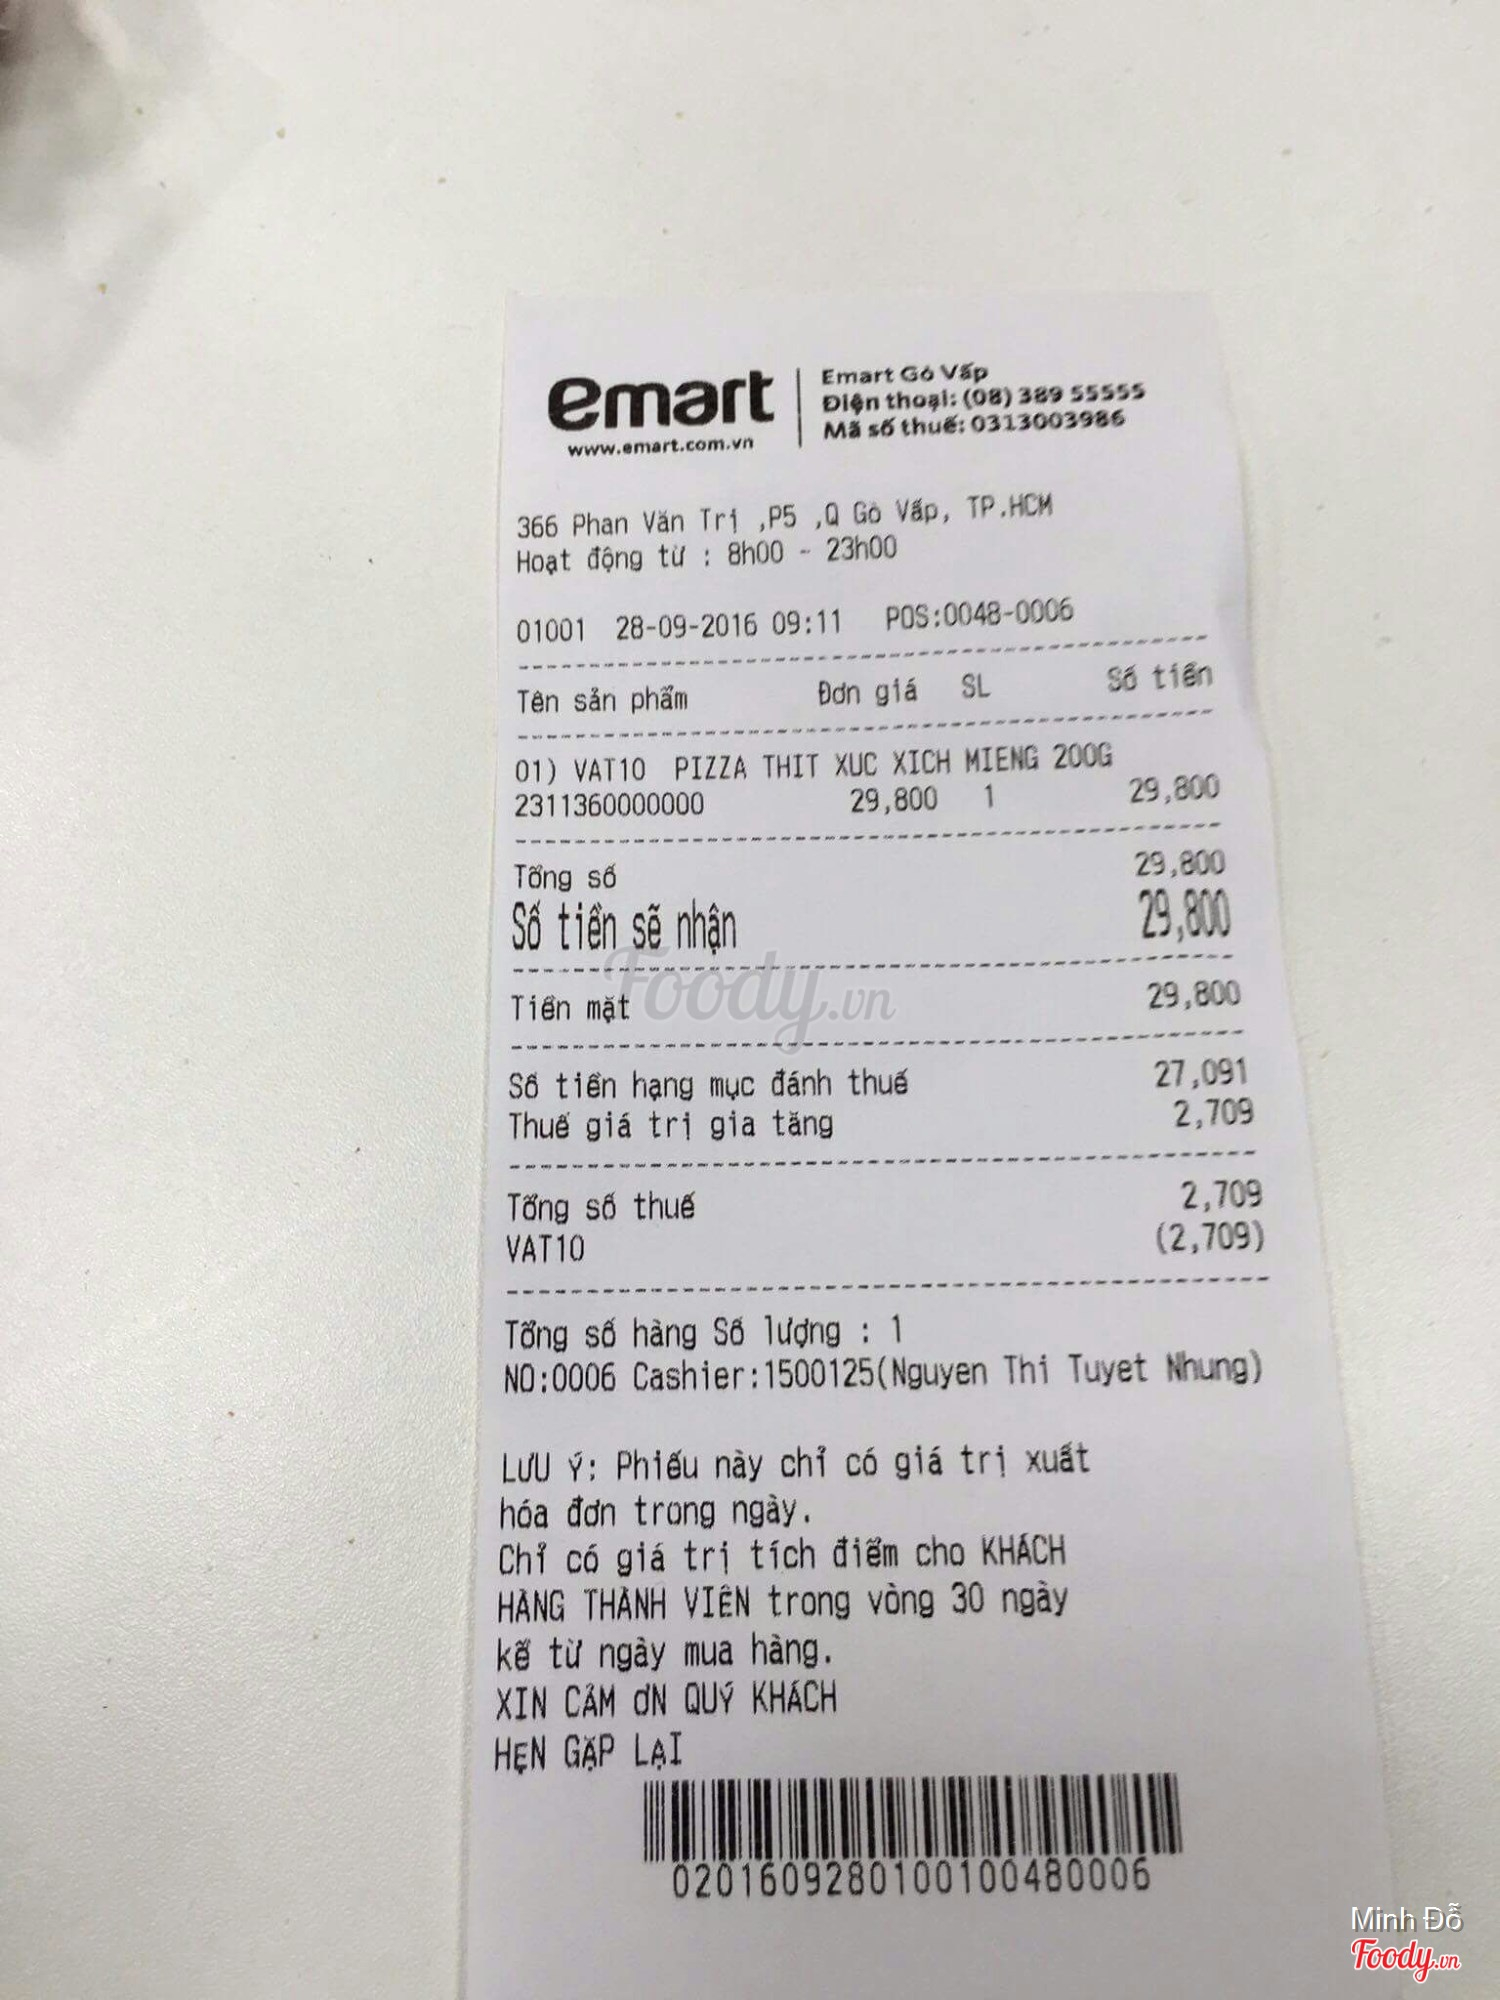 emart
www.emart.com.vn
Emart Gò Vấp
Điện thoại: (08) 389 55555
Mã số thuế: 0313003986
366 Phan Văn Trị ,P5 ,Q Gò Vấp, TP.HCM
Hoạt động từ : 8h00 - 23h00
01001 28-09-2016 09:11 POS:0048-0006
Tên sản phẩm Đơn giá SL Số tiền
01) VAT10 PIZZA THIT XUC XICH MIENG 200G
2311360000000 29,800 1 29,800
Tổng số 29,800
Số tiền sẽ nhận 29,800
Tiền mặt 29,800
Số tiền hạng mục đánh thuế 27,091
Thuế giá trị gia tăng 2,709
Tổng số thuế 2,709
VAT10 (2,709)
Tổng số hàng Số lượng : 1
NO:0006 Cashier:1500125(Nguyen Thi Tuyet Nhung)
LƯU Ý: Phiếu này chỉ có giá trị xuất
hóa đơn trong ngày.
Chỉ có giá trị tích điểm cho KHÁCH
HÀNG THÀNH VIÊN trong vòng 30 ngày
kể từ ngày mua hàng.
XIN CẢM ƠN QUÝ KHÁCH
HẸN GẶP LẠI
0201609280100100480006
Foody.vn
Minh Đỗ
Foody.vn